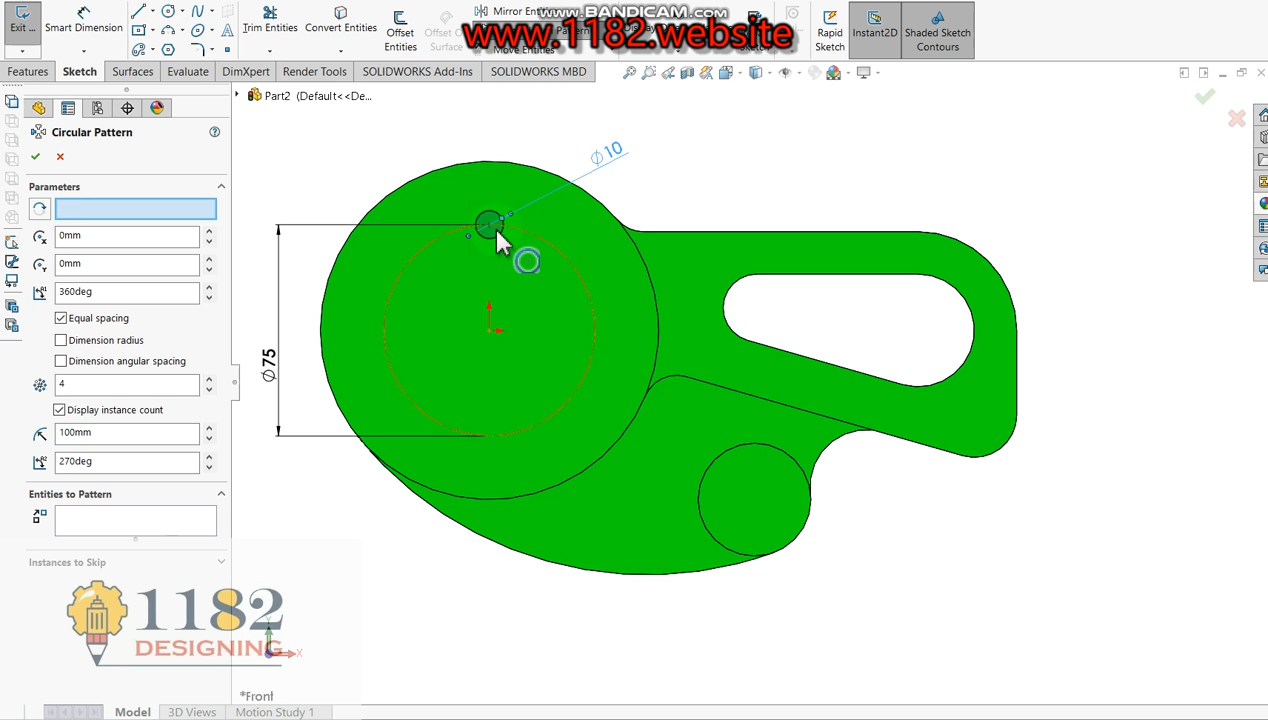 Mirror Entities
www.BANDICAM.com
www.1182.website
Exit ...
Smart Dimension
Trim Entities
Convert Entities
Offset Entities
Offset
Move Entities
Rapid Sketch
Instant2D
Shaded Sketch Contours
Features
Sketch
Surfaces
Evaluate
DimXpert
Render Tools
SOLIDWORKS Add-Ins
SOLIDWORKS MBD
Part2 (Default<<De...
Circular Pattern
Parameters
0mm
0mm
360deg
Equal spacing
Dimension radius
Dimension angular spacing
4
Display instance count
100mm
270deg
Entities to Pattern
Instances to Skip
∅10
∅75
1182
DESIGNING
Y
X
*Front
Model
3D Views
Motion Study 1